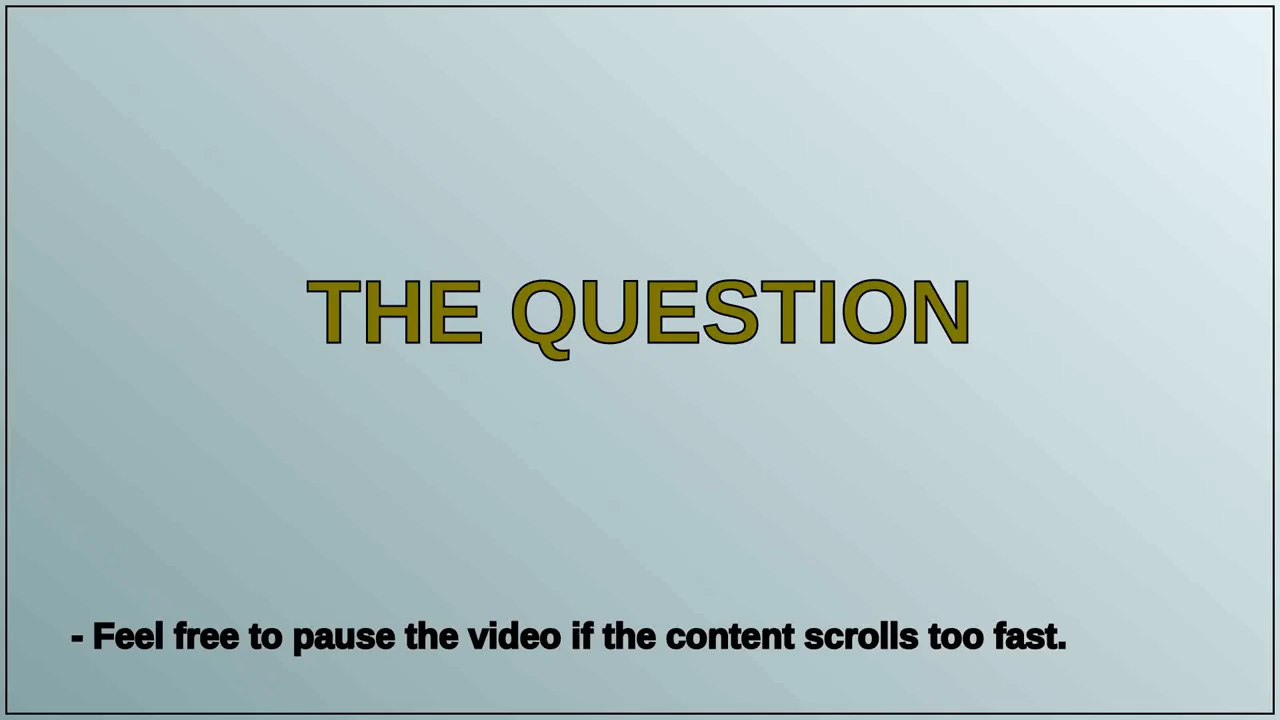 THE QUESTION
- Feel free to pause the video if the content scrolls too fast.